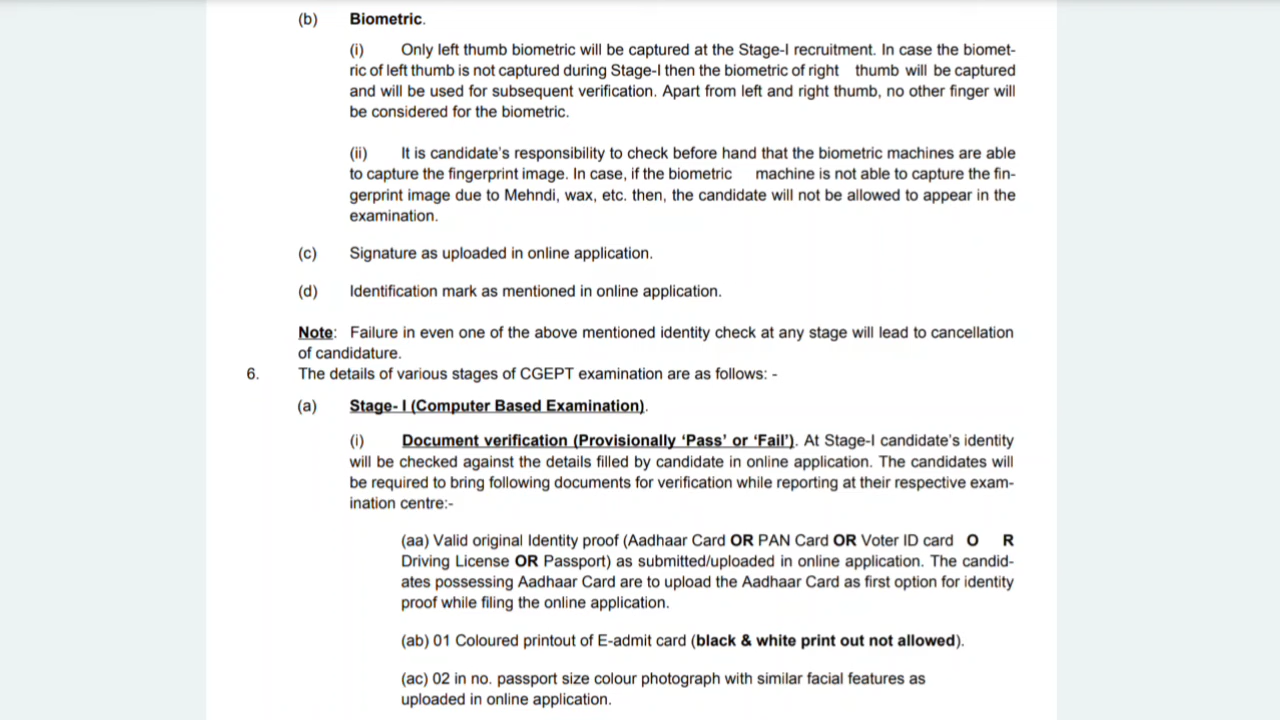 (b) Biometric.
(i) Only left thumb biometric will be captured at the Stage-I recruitment. In case the biomet-
ric of left thumb is not captured during Stage-I then the biometric of right thumb will be captured
and will be used for subsequent verification. Apart from left and right thumb, no other finger will
be considered for the biometric.
(ii) It is candidate's responsibility to check before hand that the biometric machines are able
to capture the fingerprint image. In case, if the biometric machine is not able to capture the fin-
gerprint image due to Mehndi, wax, etc. then, the candidate will not be allowed to appear in the
examination.
(c) Signature as uploaded in online application.
(d) Identification mark as mentioned in online application.
Note: Failure in even one of the above mentioned identity check at any stage will lead to cancellation
of candidature.
6. The details of various stages of CGEPT examination are as follows: -
(a) Stage- I (Computer Based Examination).
(i) Document verification (Provisionally ‘Pass’ or ‘Fail’). At Stage-I candidate's identity
will be checked against the details filled by candidate in online application. The candidates will
be required to bring following documents for verification while reporting at their respective exam-
ination centre:-
(aa) Valid original Identity proof (Aadhaar Card OR PAN Card OR Voter ID card O R
Driving License OR Passport) as submitted/uploaded in online application. The candid-
ates possessing Aadhaar Card are to upload the Aadhaar Card as first option for identity
proof while filing the online application.
(ab) 01 Coloured printout of E-admit card (black & white print out not allowed).
(ac) 02 in no. passport size colour photograph with similar facial features as
uploaded in online application.